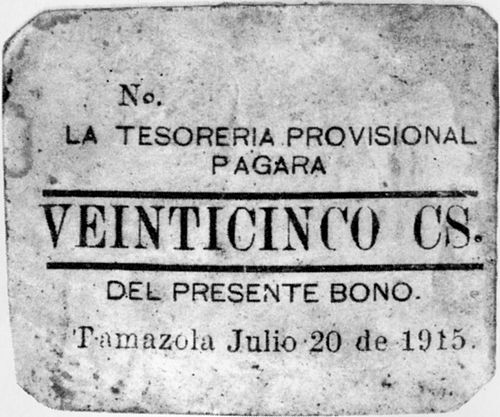 No.
LA TESORERIA PROVISIONAL
PAGARA
VEINTICINCO CS.
DEL PRESENTE BONO.
Tamazola Julio 20 de 1915.